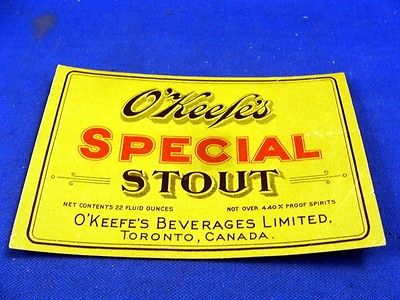 O'Keefe's
SPECIAL
STOUT
NET CONTENTS 22 FLUID OUNCES NOT OVER 4.40% PROOF SPIRITS
O'KEEFE'S BEVERAGES LIMITED,
TORONTO, CANADA.